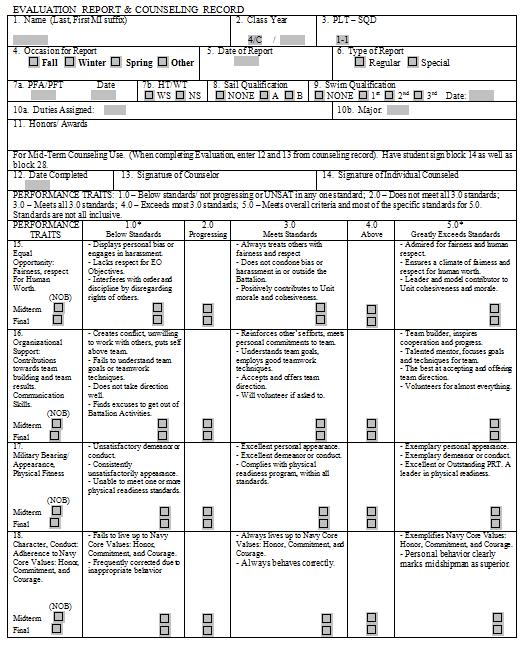 EVALUATION REPORT & COUNSELING RECORD
1. Name (Last, First MI suffix)
2. Class Year
3. PLT – SQD
4/C /
1-1
4. Occasion for Report
5. Date of Report
6. Type of Report
Fall Winter Spring Other
Regular Special
7a. PFA/PFT Date
7b. HT/WT
8. Sail Qualification
9. Swim Qualification
WS NS
NONE A B
NONE 1st 2nd 3rd Date:
10a. Duties Assigned:
10b. Major:
11. Honors/ Awards
For Mid-Term Counseling Use. (When completing Evaluation, enter 12 and 13 from counseling record). Have student sign block 14 as well as
block 28.
12. Date Completed
13. Signature of Counselor
14. Signature of Individual Counseled
PERFORMANCE TRAITS: 1.0 – Below standards/ not progressing or UNSAT in any one standard; 2.0 – Does not meet all 3.0 standards;
3.0 – Meets all 3.0 standards; 4.0 – Exceeds most 3.0 standards; 5.0 – Meets overall criteria and most of the specific standards for 5.0.
Standards are not all inclusive.
PERFORMANCE
TRAITS
1.0*
Below Standards
2.0
Progressing
3.0
Meets Standards
4.0
Above
5.0*
Greatly Exceeds Standards
15.
Equal
Opportunity:
Fairness, respect
For Human
Worth.
(NOB)
Midterm
Final
- Displays personal bias or
engages in harassment.
- Lacks respect for EO
Objectives.
- Interferes with order and
discipline by disregarding
rights of others.
- Always treats others with
fairness and respect
- Does not condone bias or
harassment in or outside the
Battalion.
- Positively contributes to Unit
morale and cohesiveness.
- Admired for fairness and human
respect.
- Ensures a climate of fairness and
respect for human worth.
- Leader and model contributor to
Unit cohesiveness and morale.
16.
Organizational
Support:
Contributions
towards team
building and team
results.
Communication
Skills.
(NOB)
Midterm
Final
- Creates conflict, unwilling
to work with others, puts self
above team.
- Fails to understand team
goals or teamwork
techniques.
- Does not take direction
well.
- Finds excuses to get out of
Battalion Activities.
- Reinforces other's efforts, meets
personal commitments to team.
- Understands team goals,
employs good teamwork
techniques.
- Accepts and offers team
direction.
- Will volunteer if asked to.
- Team builder, inspires
cooperation and progress.
- Talented mentor, focuses goals
and techniques for team.
- The best at accepting and offering
team direction.
- Volunteers for almost everything.
17.
Military Bearing/
Appearance,
Physical Fitness
(NOB)
Midterm
Final
- Unsatisfactory demeanor or
conduct.
- Consistently
unsatisfactorily appearance.
- Unable to meet one or more
physical readiness standards.
- Excellent personal appearance.
- Excellent demeanor or conduct.
- Complies with physical
readiness program, within all
standards.
- Exemplary personal appearance.
- Exemplary demeanor or conduct.
- Excellent or Outstanding PRT. A
leader in physical readiness.
18.
Character, Conduct:
Adherence to Navy
Core Values: Honor,
Commitment, and
Courage.
(NOB)
Midterm
Final
- Fails to live up to Navy
Core Values: Honor,
Commitment, and Courage.
- Frequently corrected due to
inappropriate behavior
- Always lives up to Navy Core
Values: Honor, Commitment, and
Courage.
- Always behaves correctly.
- Exemplifies Navy Core Values:
Honor, Commitment, and Courage.
- Personal behavior clearly
marks midshipman as superior.